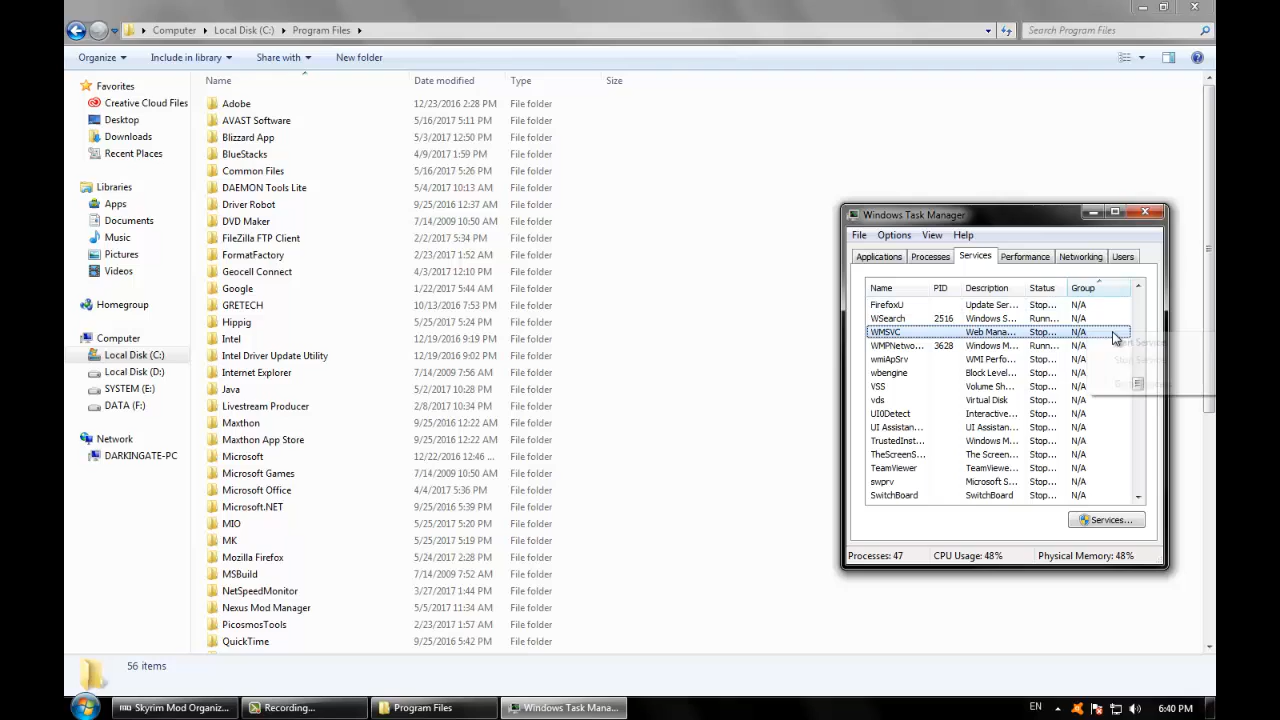 Computer Local Disk (C:) Program Files
Search Program Files
Organize Include in library Share with New folder
Name Date modified Type Size
Favorites
Creative Cloud Files
Desktop
Downloads
Recent Places
Libraries
Apps
Documents
Music
Pictures
Videos
Homegroup
Computer
Local Disk (C:)
Local Disk (D:)
SYSTEM (E:)
DATA (F:)
Network
DARKINGATE-PC
Adobe 12/23/2016 2:28 PM File folder
AVAST Software 5/16/2017 5:11 PM File folder
Blizzard App 5/3/2017 12:50 PM File folder
BlueStacks 4/9/2017 1:59 PM File folder
Common Files 5/16/2017 5:26 PM File folder
DAEMON Tools Lite 5/4/2017 10:13 AM File folder
Driver Robot 9/25/2016 12:37 AM File folder
DVD Maker 7/14/2009 10:50 AM File folder
FileZilla FTP Client 2/2/2017 5:34 PM File folder
FormatFactory 2/23/2017 1:52 AM File folder
Geocell Connect 4/3/2017 12:10 PM File folder
Google 1/22/2017 5:44 PM File folder
GRETECH 10/13/2016 7:53 PM File folder
Hippig 5/25/2017 5:24 PM File folder
Intel 12/19/2016 9:19 PM File folder
Intel Driver Update Utility 12/19/2016 9:02 PM File folder
Internet Explorer 9/25/2016 4:18 PM File folder
Java 5/2/2017 10:28 PM File folder
Livestream Producer 2/8/2017 10:34 PM File folder
Maxthon 9/25/2016 12:22 AM File folder
Maxthon App Store 9/25/2016 12:22 AM File folder
Microsoft 12/22/2016 12:46 ... File folder
Microsoft Games 7/14/2009 10:50 AM File folder
Microsoft Office 4/4/2017 5:36 PM File folder
Microsoft.NET 9/25/2016 5:39 PM File folder
MIO 5/25/2017 5:20 PM File folder
MK 5/25/2017 5:19 PM File folder
Mozilla Firefox 5/24/2017 2:28 PM File folder
MSBuild 7/14/2009 7:52 AM File folder
NetSpeedMonitor 3/27/2017 1:44 PM File folder
Nexus Mod Manager 5/5/2017 11:34 AM File folder
PicosmosTools 2/23/2017 1:57 AM File folder
QuickTime 9/25/2016 5:42 PM File folder
56 items
Windows Task Manager
File Options View Help
Applications Processes Services Performance Networking Users
Name PID Description Status Group
FirefoxU Update Ser... Stop... N/A
WSearch 2516 Windows S... Runn... N/A
WMSVC Web Mana... Stop... N/A
WMPNetwo... 3628 Windows M... Runn... N/A
wmiApSrv WMI Perfo... Stop... N/A
wbengine Block Level... Stop... N/A
VSS Volume Sh... Stop... N/A
vds Virtual Disk Stop... N/A
UI0Detect Interactive... Stop... N/A
UI Assistan... UI Assistan... Stop... N/A
TrustedInst... Windows M... Stop... N/A
TheScreenS... The Screen... Stop... N/A
TeamViewer TeamViewe... Stop... N/A
swprv Microsoft S... Stop... N/A
SwitchBoard SwitchBoard Stop... N/A
Services...
Processes: 47 CPU Usage: 48% Physical Memory: 48%
Skyrim Mod Organiz... Recording... Program Files Windows Task Mana... EN 6:40 PM